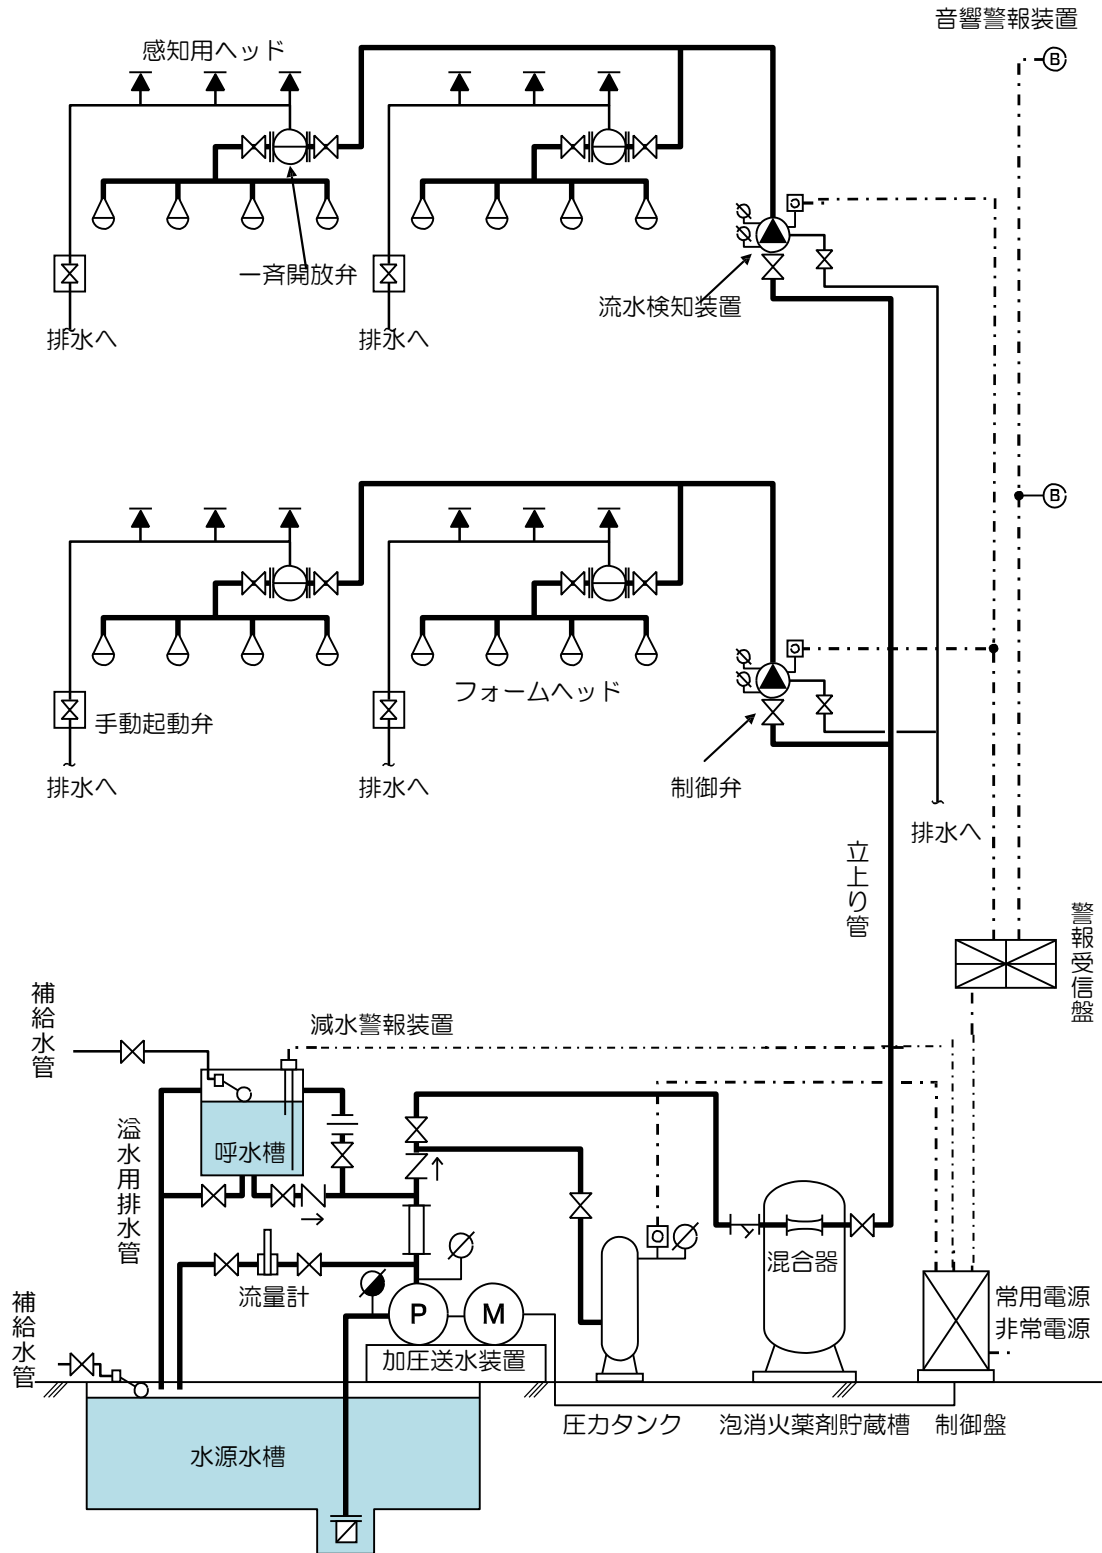 音響警報装置
B
感知用ヘッド
一斉開放弁
流水検知装置
排水へ
排水へ
B
フォームヘッド
手動起動弁
制御弁
排水へ
排水へ
排水へ
立上り管
警報受信盤
補給水管
減水警報装置
溢水用排水管
呼水槽
混合器
流量計
補給水管
P
M
常用電源
非常電源
加圧送水装置
圧力タンク
泡消火薬剤貯蔵槽
制御盤
水源水槽